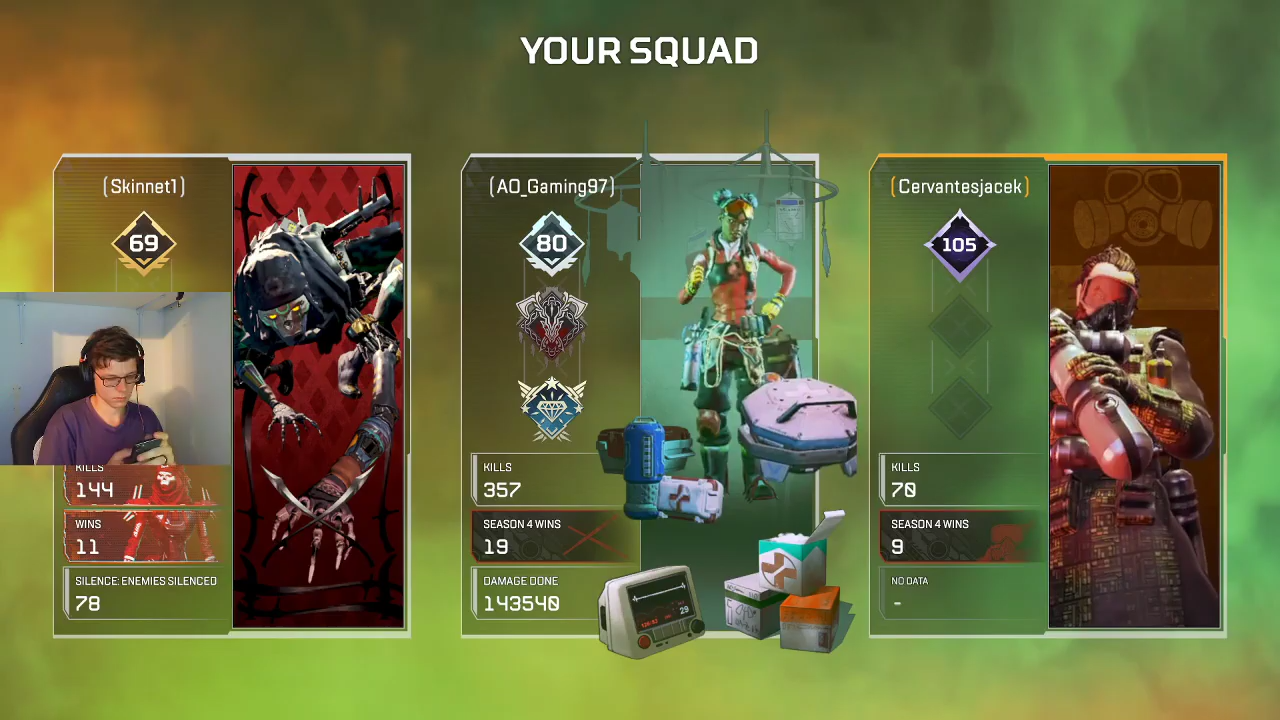 YOUR SQUAD
Skinnet1
69
KILLS
144
WINS
11
SILENCE: ENEMIES SILENCED
78
AO_Gaming97
80
KILLS
357
SEASON 4 WINS
19
DAMAGE DONE
143540
29
Cervantesjacek
105
KILLS
70
SEASON 4 WINS
9
NO DATA
-